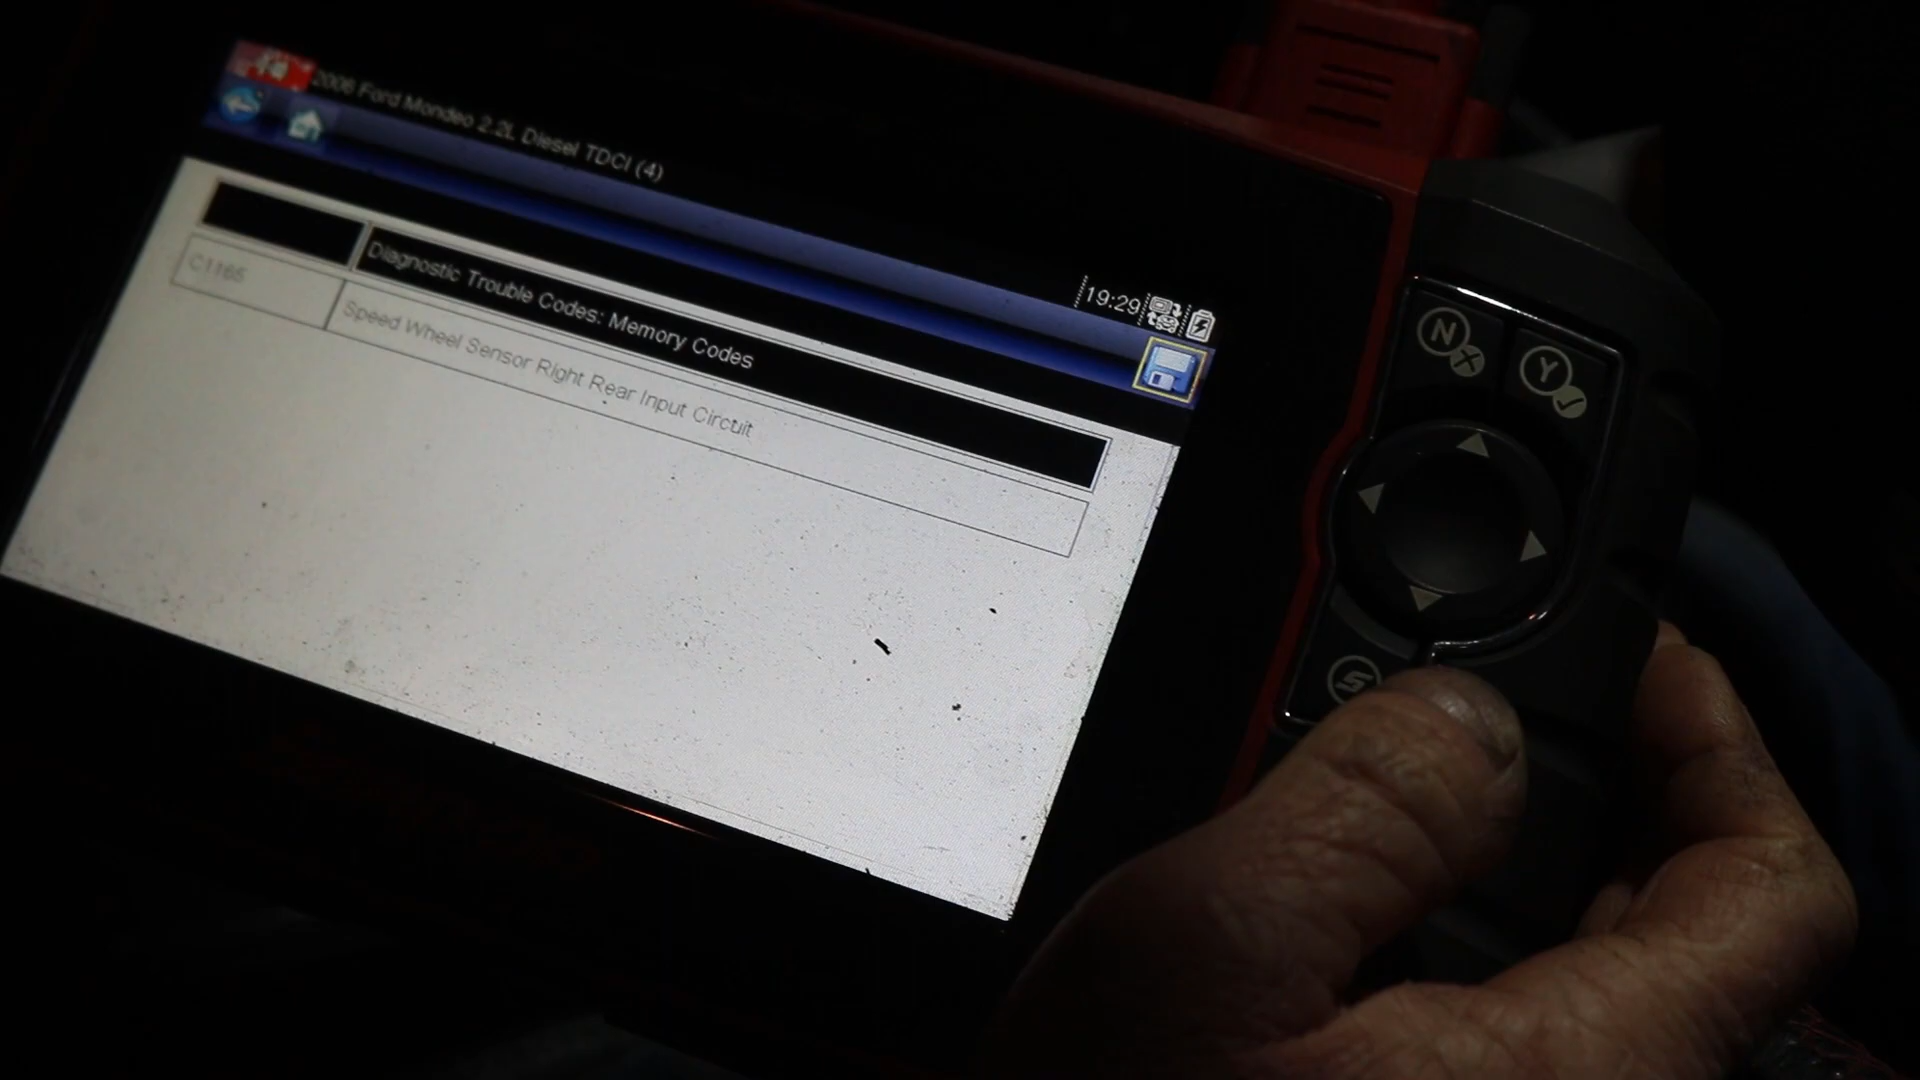 2006 Ford Mondeo 2.2L Diesel TDCI (4)
19:29
Diagnostic Trouble Codes: Memory Codes
C1165 Speed Wheel Sensor Right Rear Input Circuit
N
Y
S